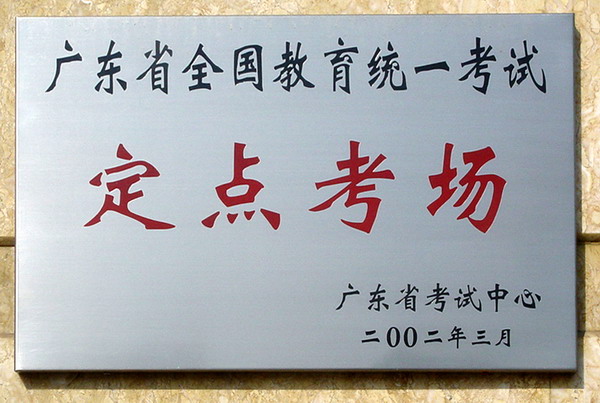 广东省全国教育统一考试
定点考场
广东省考试中心
二00二年三月